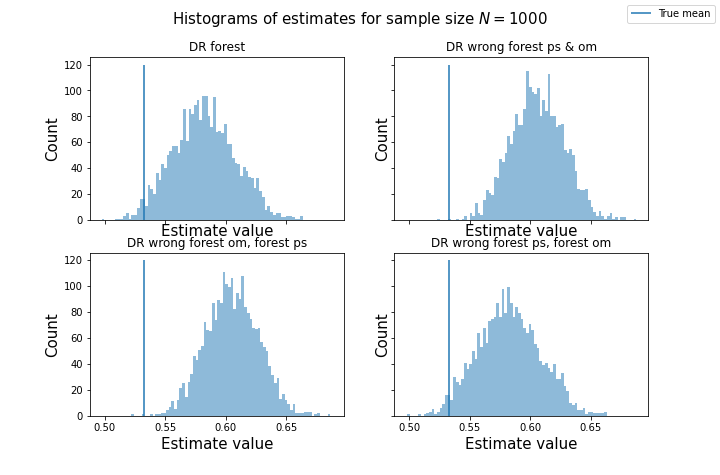 Histograms of estimates for sample size N = 1000
True mean
DR forest
DR wrong forest ps & om
120
100
80
60
40
20
0
Count
Count
Estimate value
Estimate value
DR wrong forest om, forest ps
DR wrong forest ps, forest om
120
100
80
60
40
20
0
Count
Count
0.50 0.55 0.60 0.65
0.50 0.55 0.60 0.65
Estimate value
Estimate value